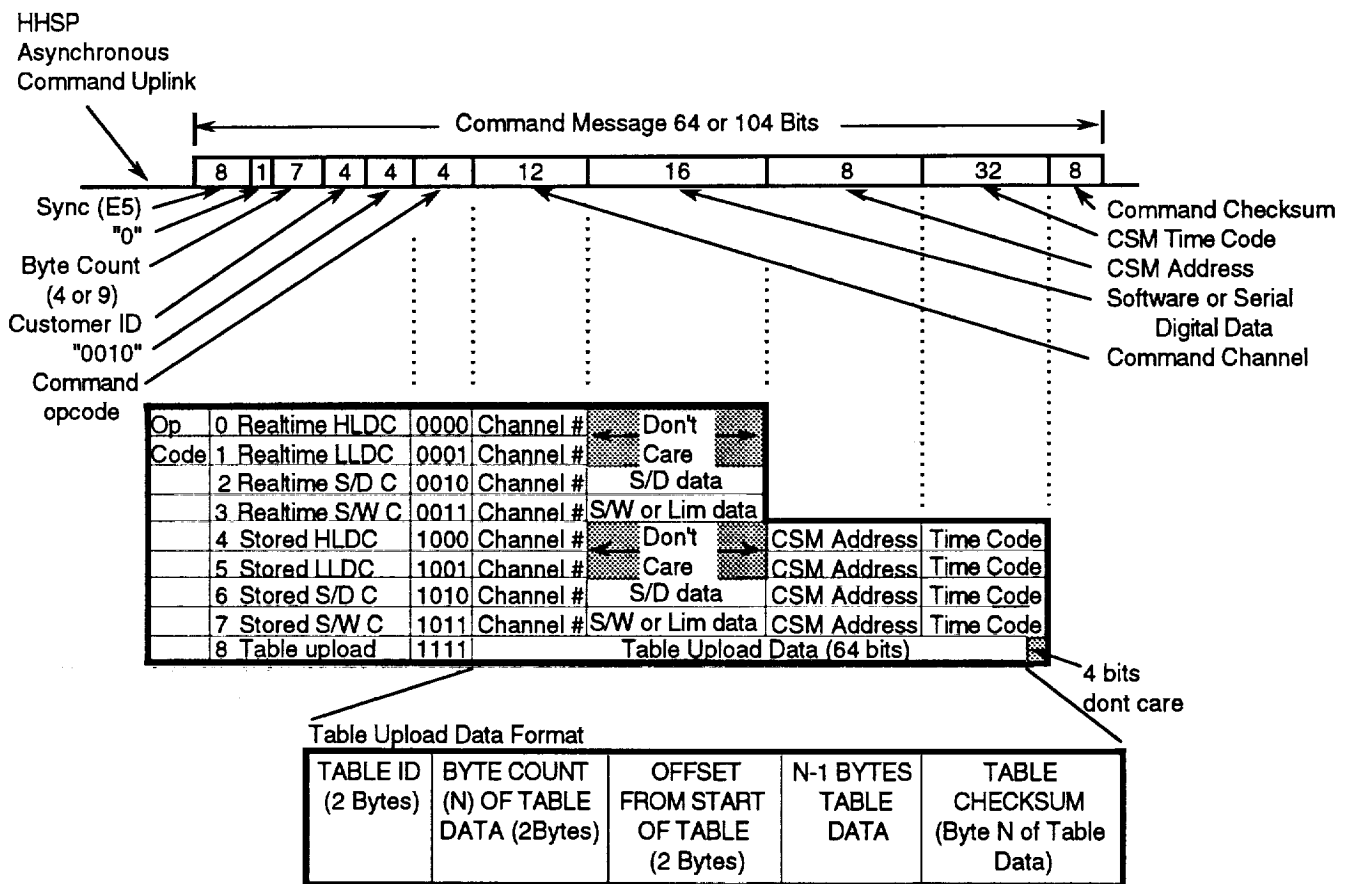 HHSP
Asynchronous
Command Uplink
Command Message 64 or 104 Bits
8 1 7 4 4 4 12 16 8 32 8
Sync (E5)
"0"
Byte Count
(4 or 9)
Customer ID
"0010"
Command
opcode
Command Checksum
CSM Time Code
CSM Address
Software or Serial
Digital Data
Command Channel
Op 0 Realtime HLDC 0000 Channel # Don't
Code 1 Realtime LLDC 0001 Channel # Care
2 Realtime S/D C 0010 Channel # S/D data
3 Realtime S/W C 0011 Channel # S/W or Lim data
4 Stored HLDC 1000 Channel # Don't CSM Address Time Code
5 Stored LLDC 1001 Channel # Care CSM Address Time Code
6 Stored S/D C 1010 Channel # S/D data CSM Address Time Code
7 Stored S/W C 1011 Channel # S/W or Lim data CSM Address Time Code
8 Table upload 1111 Table Upload Data (64 bits)
4 bits
dont care
Table Upload Data Format
TABLE ID BYTE COUNT OFFSET N-1 BYTES TABLE
(2 Bytes) (N) OF TABLE FROM START TABLE CHECKSUM
DATA (2Bytes) OF TABLE DATA (Byte N of Table
(2 Bytes) Data)